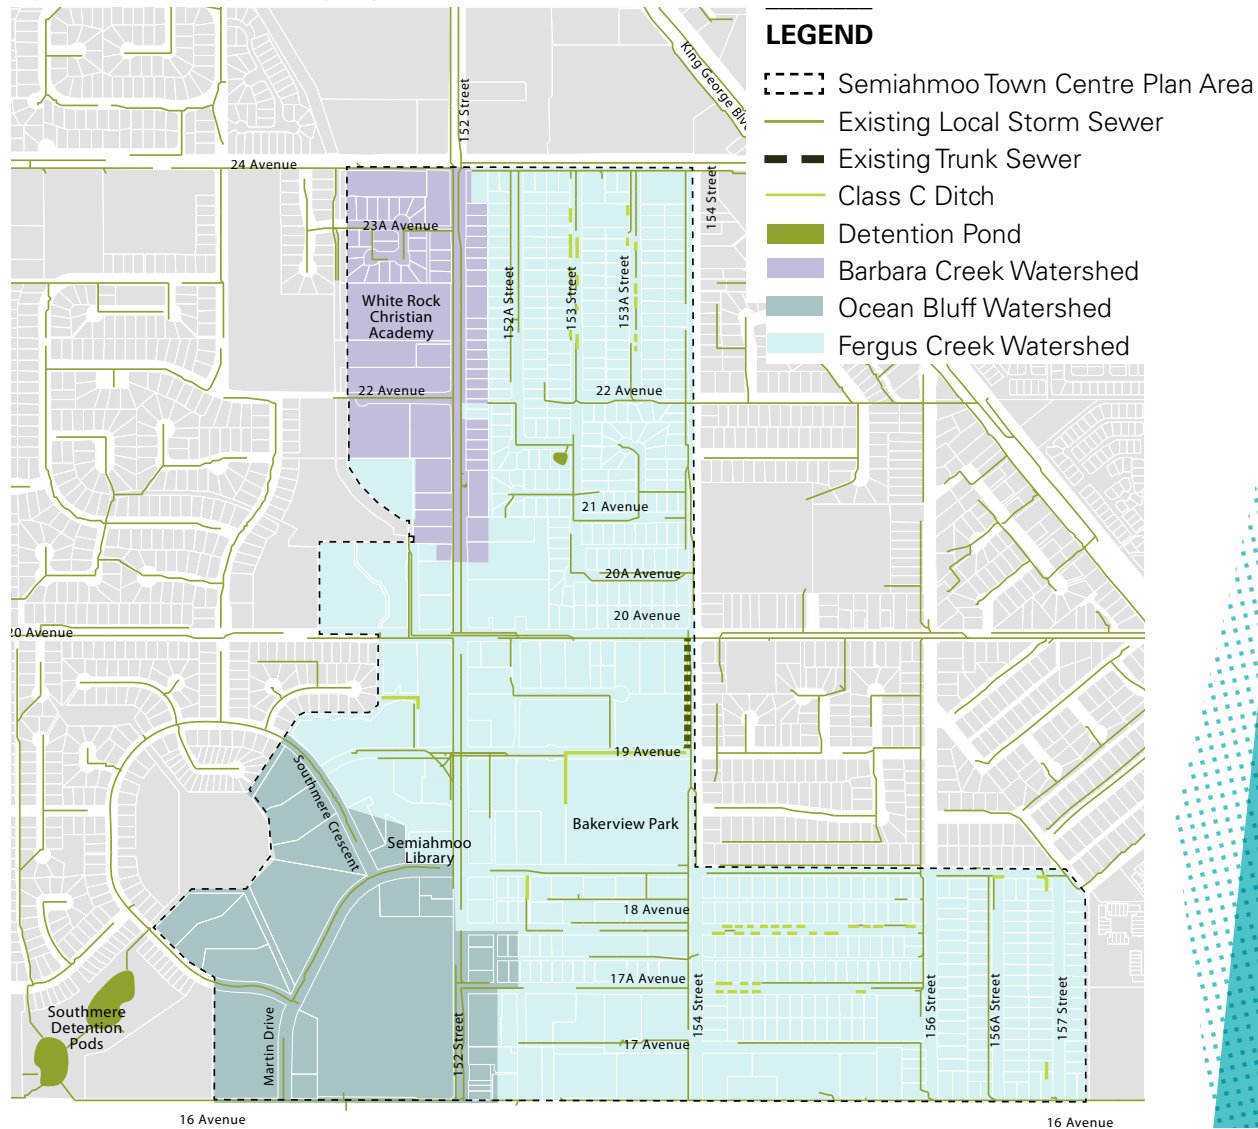 LEGEND
Semiahmoo Town Centre Plan Area
Existing Local Storm Sewer
Existing Trunk Sewer
Class C Ditch
Detention Pond
Barbara Creek Watershed
Ocean Bluff Watershed
Fergus Creek Watershed
King George Blv
152 Street
24 Avenue
154 Street
23A Avenue
White Rock
Christian
Academy
152A Street
153 Street
153A Street
22 Avenue
22 Avenue
21 Avenue
20A Avenue
20 Avenue
20 Avenue
19 Avenue
Southmere Crescent
Bakerview Park
Semiahmoo
Library
18 Avenue
17A Avenue
Southmere
Detention
Pods
Martin Drive
152 Street
154 Street
156 Street
156A Street
157 Street
17 Avenue
16 Avenue
16 Avenue